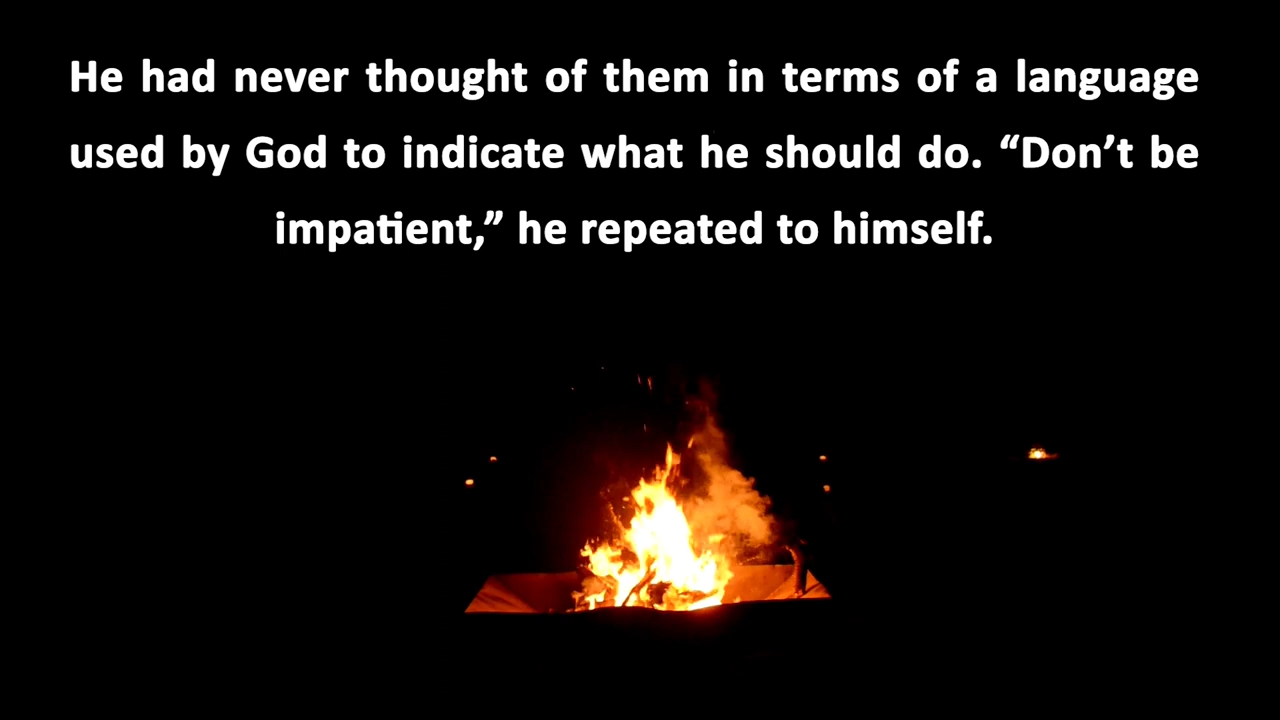 He had never thought of them in terms of a language
used by God to indicate what he should do. “Don’t be
impatient,” he repeated to himself.